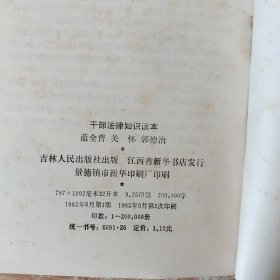 干部法律知识读本
蓝全普 关 怀 郭德治
吉林人民出版社出版 江西省新华书店发行
景德镇市新华印刷厂印刷
787×1092毫米32开本 9.25印张 200,000字
1985年6月第1版 1985年9月第2次印刷
印数：1—200,000册
统一书号：6091·26 定价：1.10元